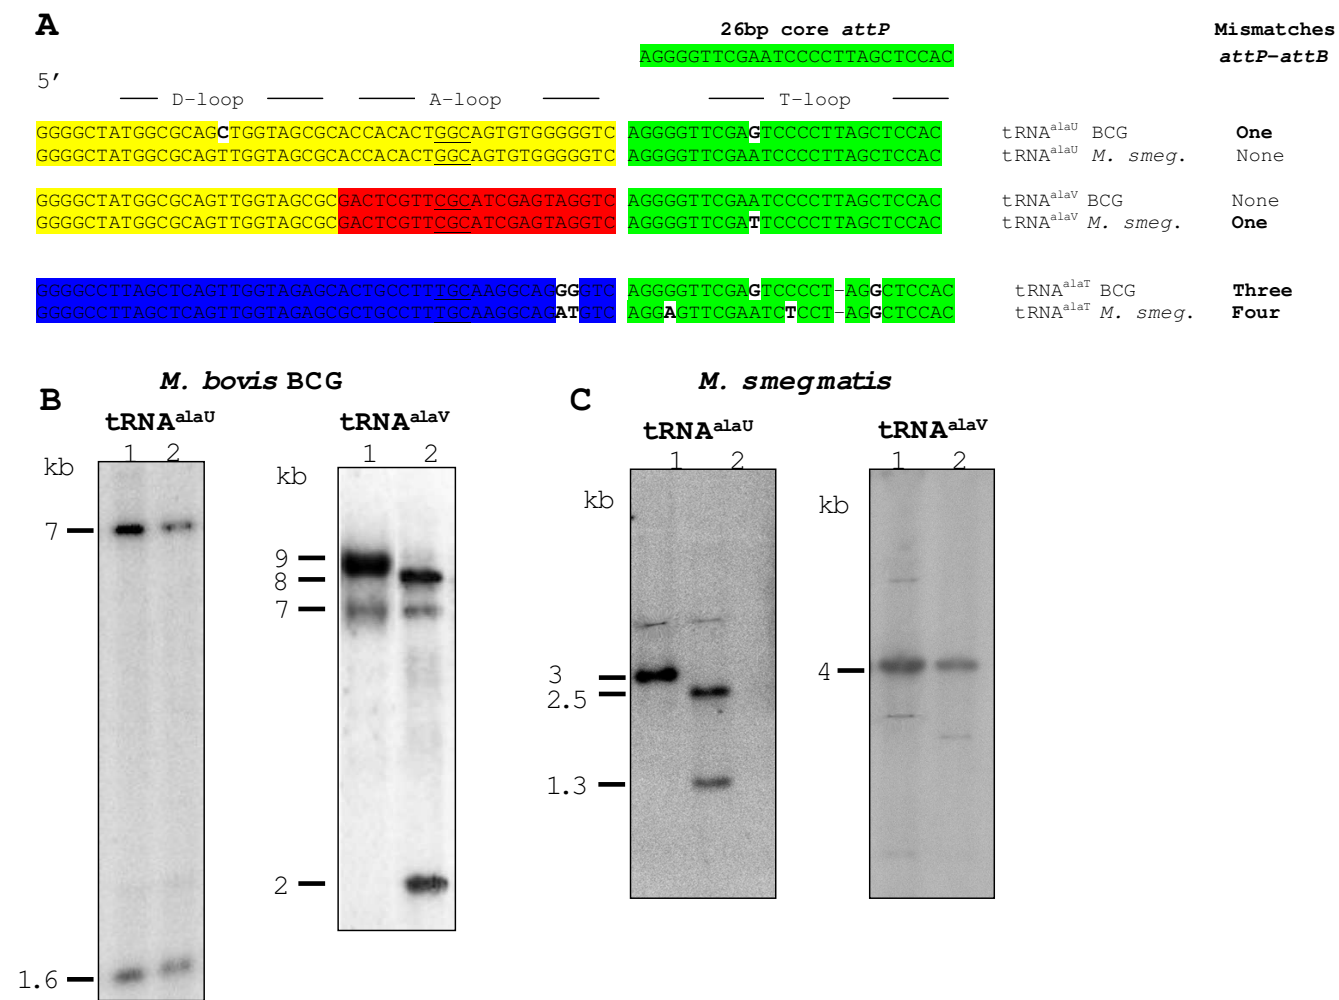 A
26bp core attP
Mismatches
attP-attB
AGGGGTTCGAATCCCCTTAGCTCCAC
5′
D-loop A-loop T-loop
GGGGCTATGGCGCAGCTGGTAGCGCACCACACTGGCAGTGTGGGGGTC AGGGGTTCGAGTCCCCTTAGCTCCAC tRNAalaU BCG One
GGGGCTATGGCGCAGTTGGTAGCGCACCACACTGGCAGTGTGGGGGTC AGGGGTTCGAATCCCCTTAGCTCCAC tRNAalaU M. smeg. None
GGGGCTATGGCGCAGTTGGTAGCGCGACTCGTTCGCATCGAGTAGGTC AGGGGTTCGAATCCCCTTAGCTCCAC tRNAalaV BCG None
GGGGCTATGGCGCAGTTGGTAGCGCGACTCGTTCGCATCGAGTAGGTC AGGGGTTCGATTCCCCTTAGCTCCAC tRNAalaV M. smeg. One
GGGGCCTTAGCTCAGTTGGTAGAGCACTGCCTTTGCAAGGCAGGGGTC AGGGGTTCGAGTCCCCT-AGGCTCCAC tRNAalaT BCG Three
GGGGCCTTAGCTCAGTTGGTAGAGCGCTGCCTTTGCAAGGCAGATGTC AGGAGTTCGAATCTCCT-AGGCTCCAC tRNAalaT M. smeg. Four
M. bovis BCG
B
tRNAalaU
1 2
kb
7
1.6
tRNAalaV
1 2
kb
9
8
7
2
M. smegmatis
C
tRNAalaU
1 2
kb
3
2.5
1.3
tRNAalaV
1 2
kb
4